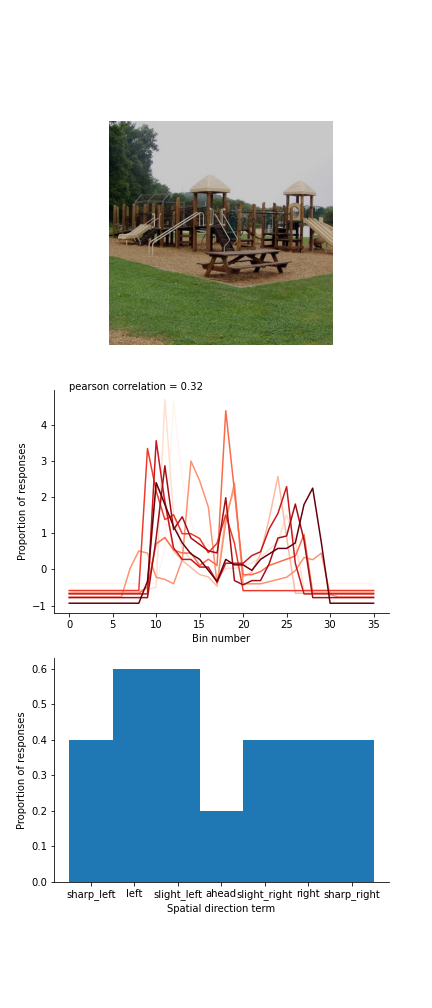 pearson correlation = 0.32
Proportion of responses
4
3
2
1
0
−1
0 5 10 15 20 25 30 35
Bin number
Proportion of responses
0.6
0.5
0.4
0.3
0.2
0.1
0.0
sharp_left left slight_left ahead slight_right right sharp_right
Spatial direction term